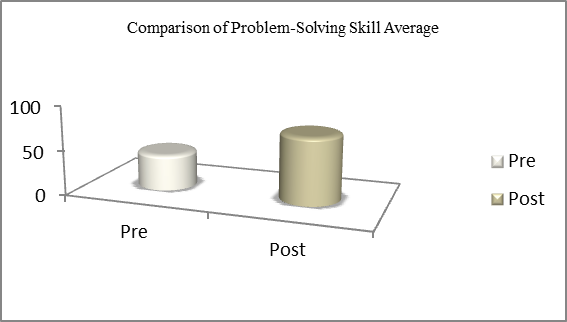 Comparison of Problem-Solving Skill Average
100
50
0
Pre
Post
Pre
Post